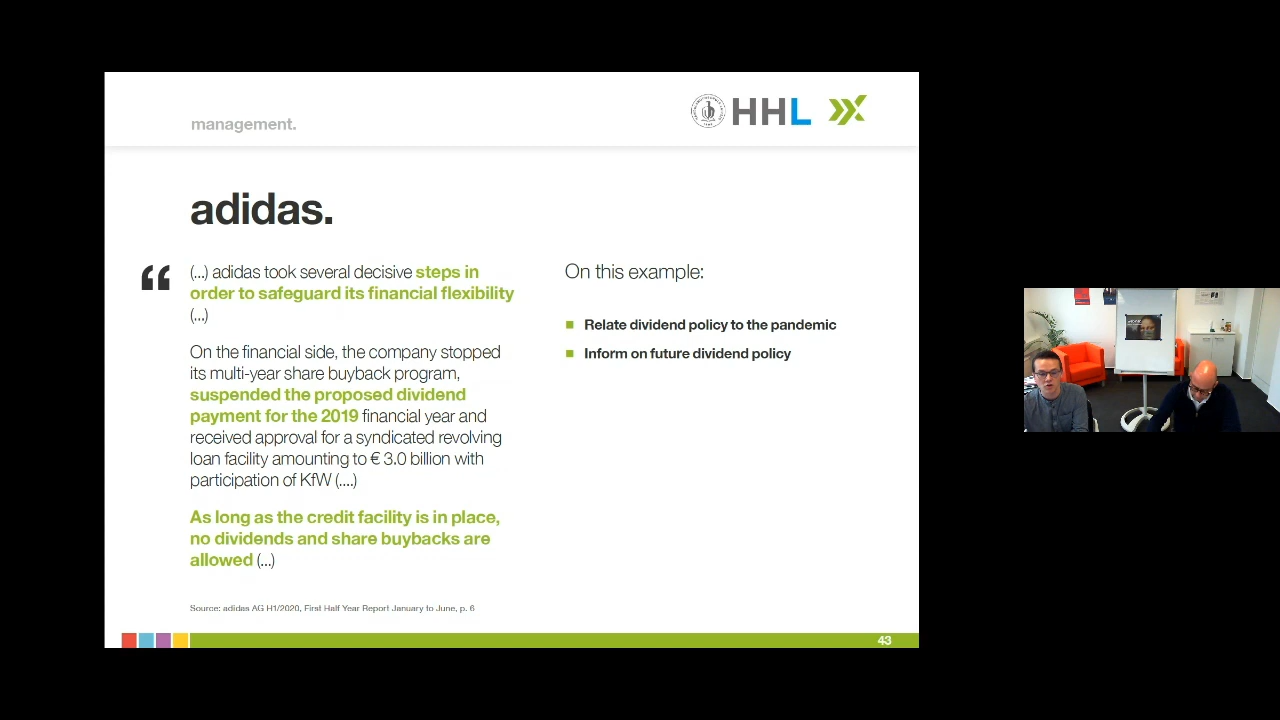 management.
HHL
adidas.
“
(...) adidas took several decisive steps in
order to safeguard its financial flexibility
(...)
On the financial side, the company stopped
its multi-year share buyback program,
suspended the proposed dividend
payment for the 2019 financial year and
received approval for a syndicated revolving
loan facility amounting to € 3.0 billion with
participation of KfW (....)
As long as the credit facility is in place,
no dividends and share buybacks are
allowed (...)
Source: adidas AG H1/2020, First Half Year Report January to June, p. 6
On this example:
Relate dividend policy to the pandemic
Inform on future dividend policy
43